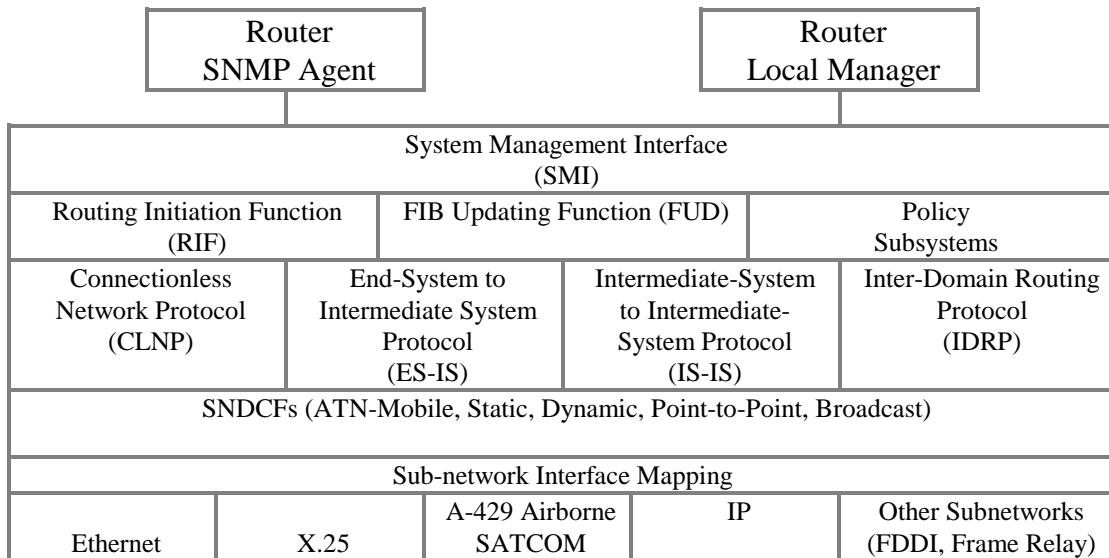 Router
SNMP Agent
Router
Local Manager
System Management Interface
(SMI)
Routing Initiation Function
(RIF)
FIB Updating Function (FUD)
Policy
Subsystems
Connectionless
Network Protocol
(CLNP)
End-System to
Intermediate System
Protocol
(ES-IS)
Intermediate-System
to Intermediate-
System Protocol
(IS-IS)
Inter-Domain Routing
Protocol
(IDRP)
SNDCFs (ATN-Mobile, Static, Dynamic, Point-to-Point, Broadcast)
Sub-network Interface Mapping
Ethernet
X.25
A-429 Airborne
SATCOM
IP
Other Subnetworks
(FDDI, Frame Relay)